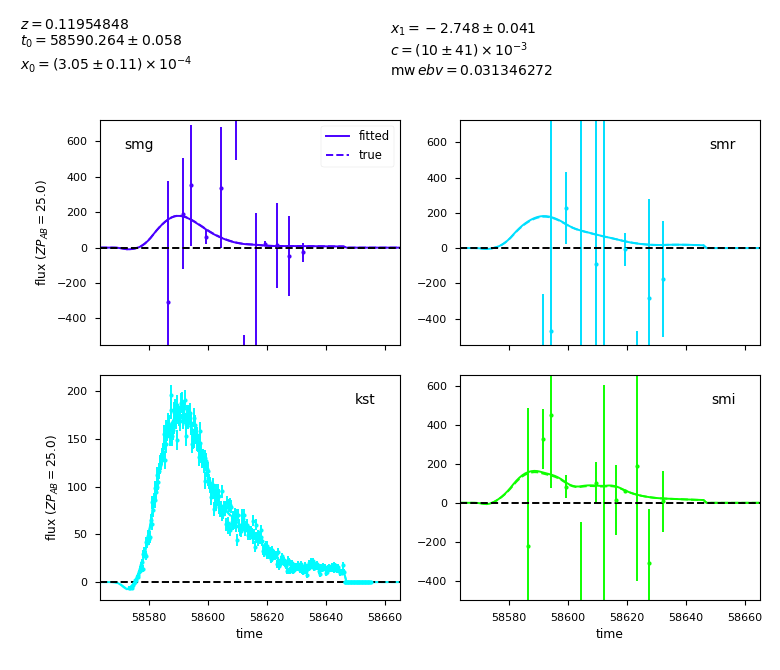 z = 0.11954848
t₀ = 58590.264 ± 0.058
x₀ = (3.05 ± 0.11) × 10⁻⁴
x₁ = −2.748 ± 0.041
c = (10 ± 41) × 10⁻³
mw ebv = 0.031346272
smg
fitted
true
600
400
200
0
−200
−400
flux (ZP_AB = 25.0)
smr
600
400
200
0
−200
−400
kst
200
150
100
50
0
flux (ZP_AB = 25.0)
58580 58600 58620 58640 58660
time
smi
600
400
200
0
−200
−400
58580 58600 58620 58640 58660
time